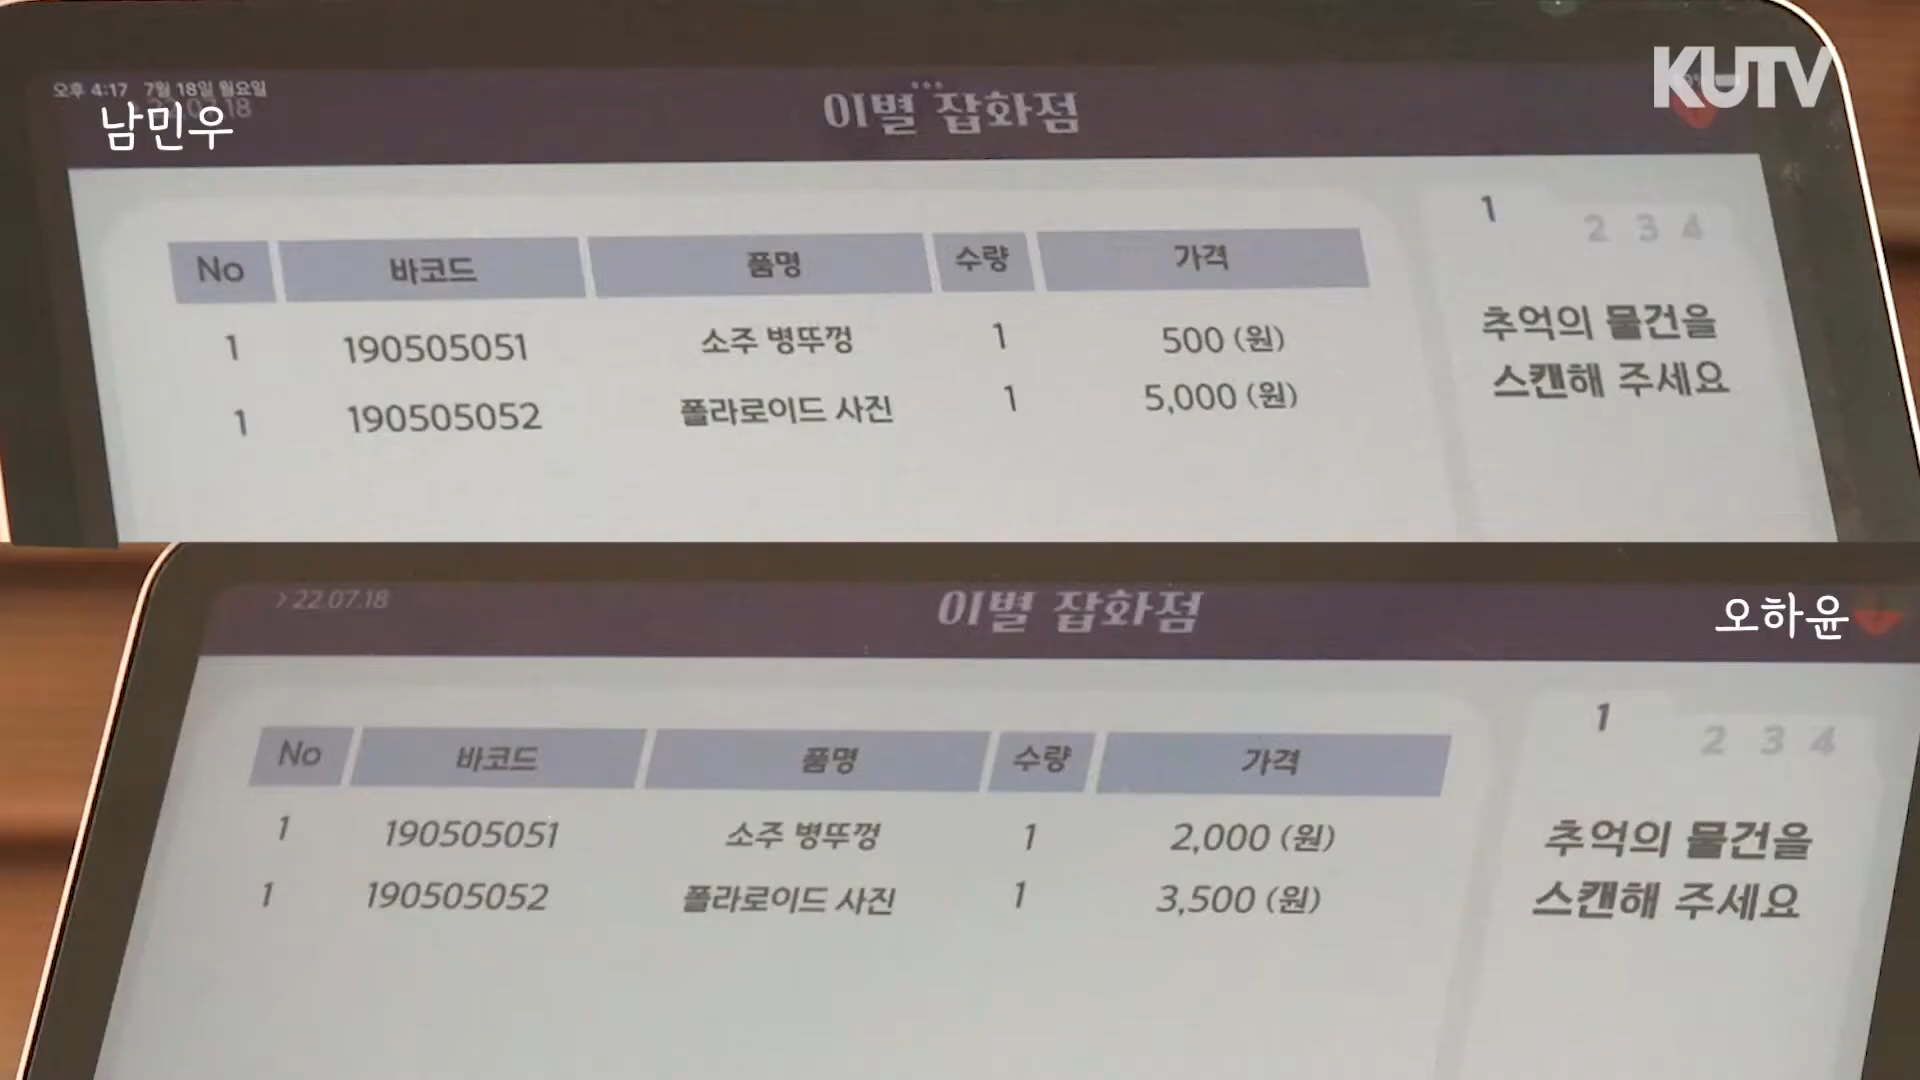 KUTV
오후 4:17 7월 18일 월요일
남민우
이별 잡화점
No 바코드 품명 수량 가격
1 190505051 소주 병뚜껑 1 500 (원)
1 190505052 폴라로이드 사진 1 5,000 (원)
1 2 3 4
추억의 물건을
스캔해 주세요
> 22.07.18
이별 잡화점
오하윤
No 바코드 품명 수량 가격
1 190505051 소주 병뚜껑 1 2,000 (원)
1 190505052 폴라로이드 사진 1 3,500 (원)
1 2 3 4
추억의 물건을
스캔해 주세요